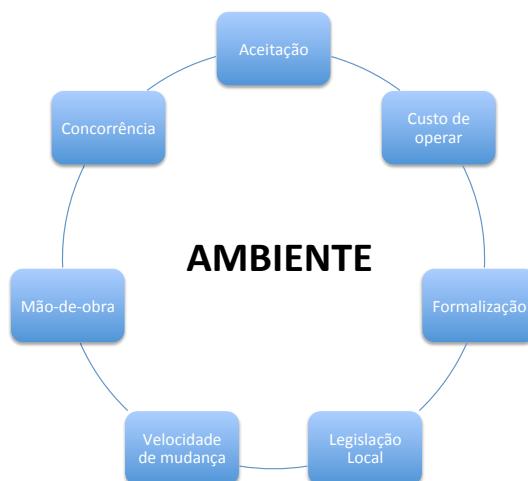 Aceitação
Custo de
operar
Formalização
Legislação
Local
Velocidade
de mudança
Mão-de-obra
Concorrência
AMBIENTE